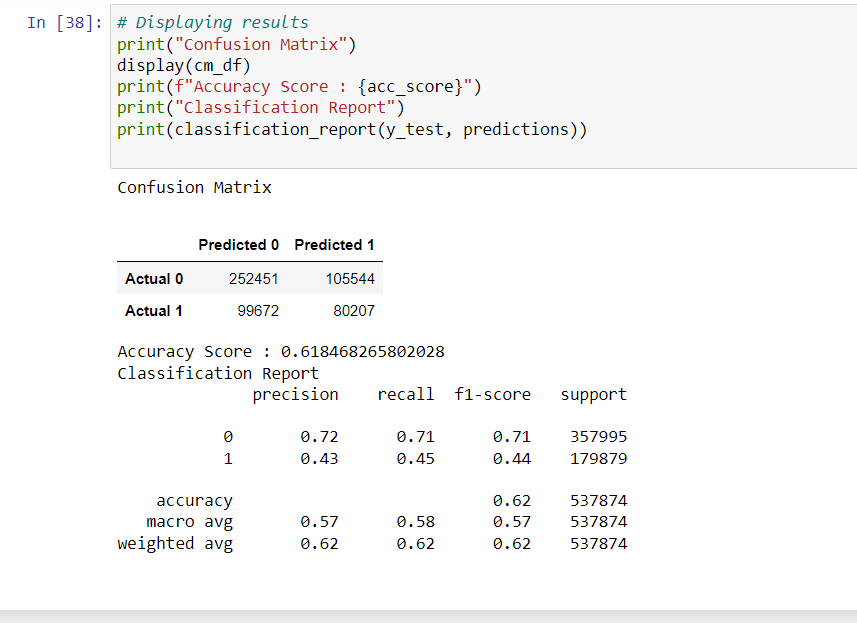 In [38]: # Displaying results
print("Confusion Matrix")
display(cm_df)
print(f"Accuracy Score : {acc_score}")
print("Classification Report")
print(classification_report(y_test, predictions))
Confusion Matrix
Predicted 0 Predicted 1
Actual 0 252451 105544
Actual 1 99672 80207
Accuracy Score : 0.618468265802028
Classification Report
precision recall f1-score support
0 0.72 0.71 0.71 357995
1 0.43 0.45 0.44 179879
accuracy 0.62 537874
macro avg 0.57 0.58 0.57 537874
weighted avg 0.62 0.62 0.62 537874